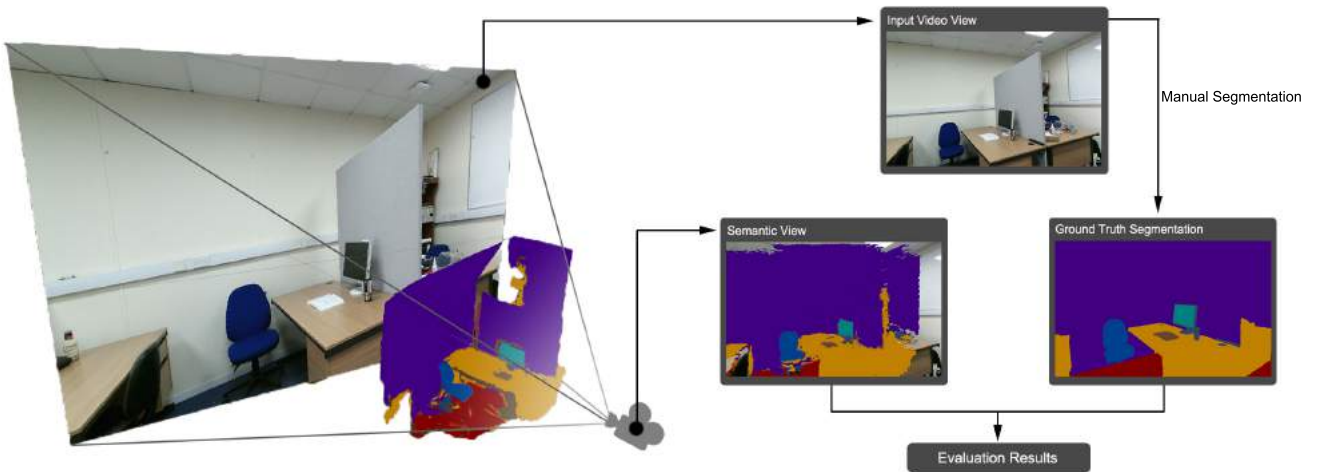 Input Video View
Manual Segmentation
Semantic View
Ground Truth Segmentation
Evaluation Results